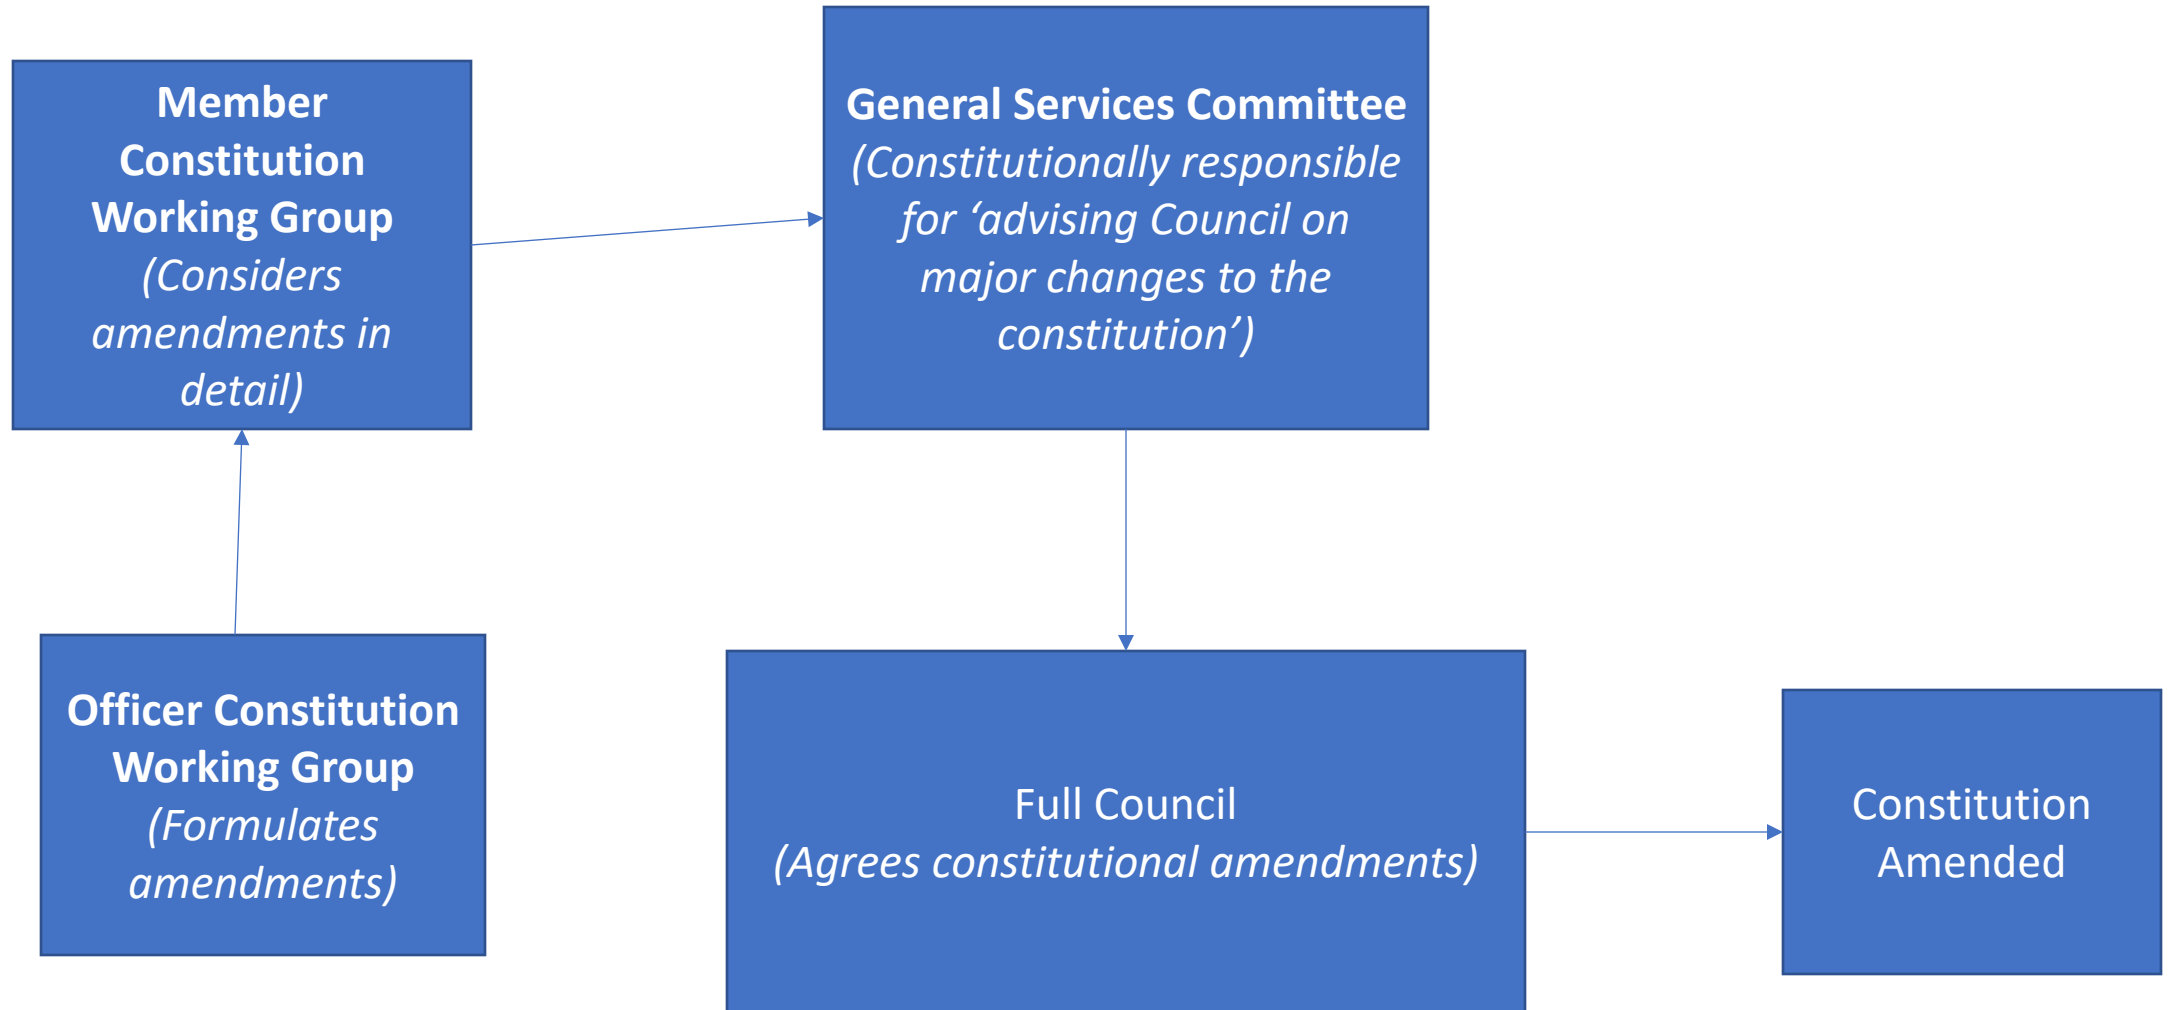 Member
Constitution
Working Group
(Considers
amendments in
detail)
General Services Committee
(Constitutionally responsible
for ‘advising Council on
major changes to the
constitution’)
Officer Constitution
Working Group
(Formulates
amendments)
Full Council
(Agrees constitutional amendments)
Constitution
Amended